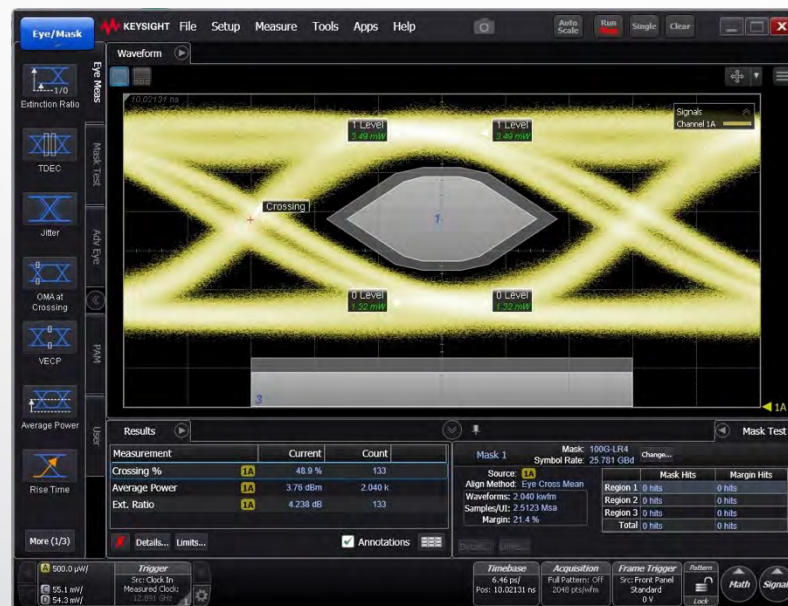 Eye/Mask
KEYSIGHT File Setup Measure Tools Apps Help
Auto Scale
Run
Single
Clear
Waveform
Eye Meas
Mask Test
Adv Eye
PAM
User
Extinction Ratio
TDEC
Jitter
OMA at
Crossing
VECP
Average Power
Rise Time
More (1/3)
10.02131 ns
Signals
Channel 1A
1 Level
3.49 mW
1 Level
3.49 mW
Crossing
1
0 Level
1.32 mW
0 Level
1.32 mW
3
1A
Results
Measurement Current Count
Crossing % 1A 48.9 % 133
Average Power 1A 3.76 dBm 2.040 k
Ext. Ratio 1A 4.238 dB 133
Details... Limits... Annotations
Mask Test
Mask 1
Mask: 100G-LR4
Symbol Rate: 25.781 GBd
Change...
Source: 1A
Align Method: Eye Cross Mean
Waveforms: 2.040 kwfm
Samples/UI: 2.5123 Msa
Margin: 21.4 %
Mask Hits Margin Hits
Region 1 0 hits 0 hits
Region 2 0 hits 0 hits
Region 3 0 hits 0 hits
Total 0 hits 0 hits
Details... Limits...
A 500.0 µW/
C 55.1 mV/
D 54.3 mV/
Trigger
Src: Clock In
Measured Clock:
12.891 GHz
1
Timebase
6.46 ps/
Pos: 10.02131 ns
Acquisition
Full Pattern: Off
2048 pts/wfm
Frame Trigger
Src: Front Panel
Standard
0 V
Pattern
Lock
Math
Signals